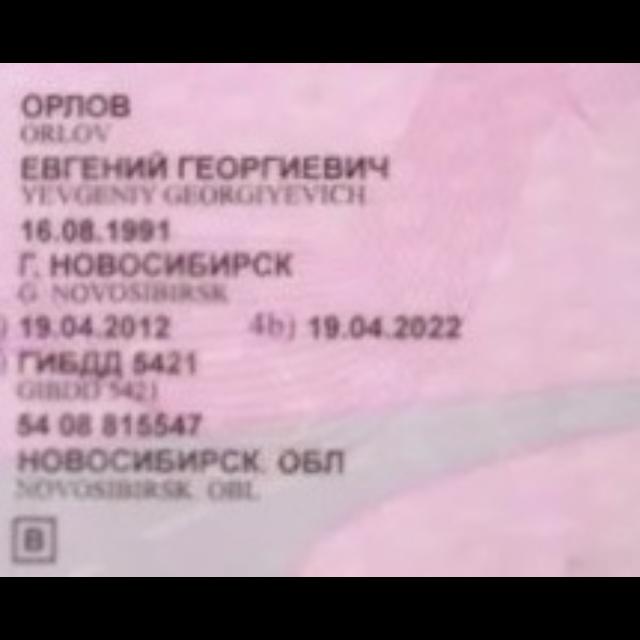 ОРЛОВ
ORLOV
ЕВГЕНИЙ ГЕОРГИЕВИЧ
YEVGENIY GEORGIYEVICH
16.08.1991
Г. НОВОСИБИРСК
G NOVOSIBIRSK
) 19.04.2012 4b) 19.04.2022
) ГИБДД 5421
GIBDD 5421
54 08 815547
НОВОСИБИРСК. ОБЛ
NOVOSIBIRSK. OBL
B